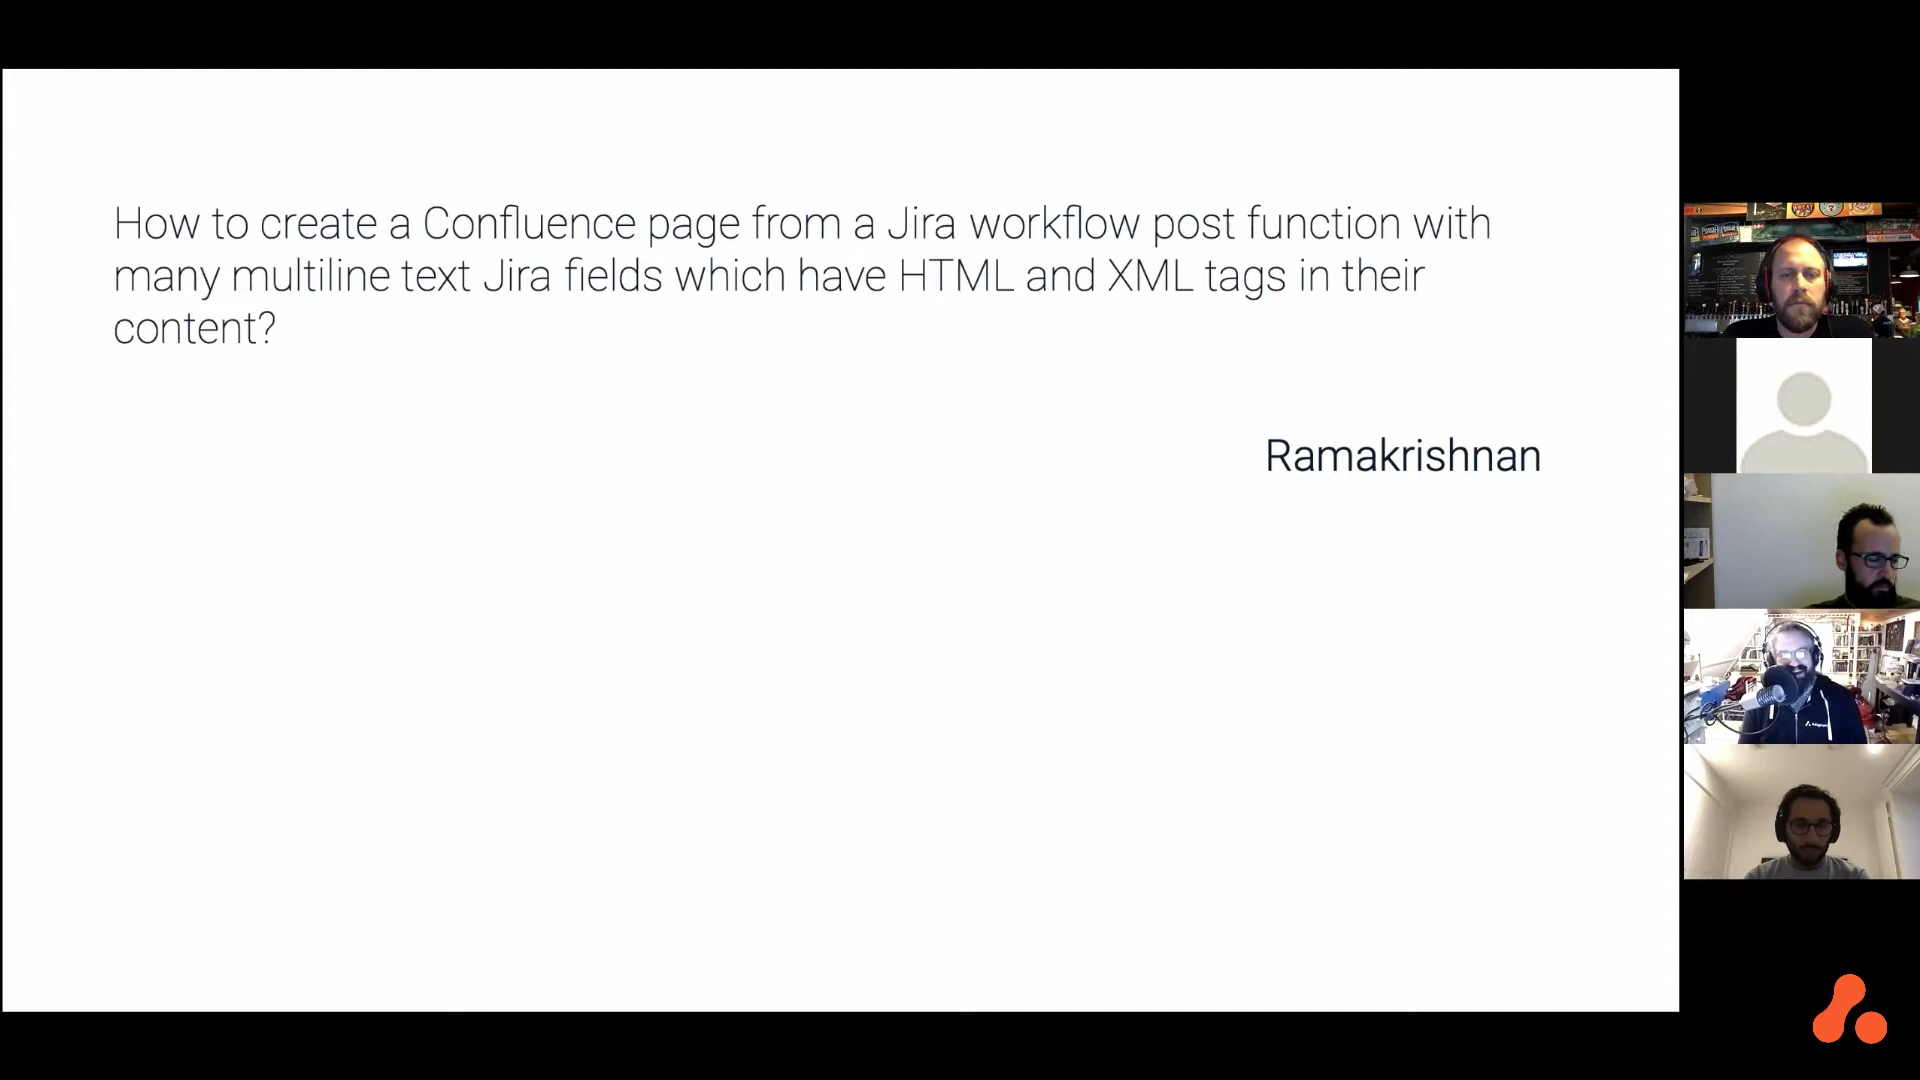 How to create a Confluence page from a Jira workflow post function with
many multiline text Jira fields which have HTML and XML tags in their
content?
Ramakrishnan